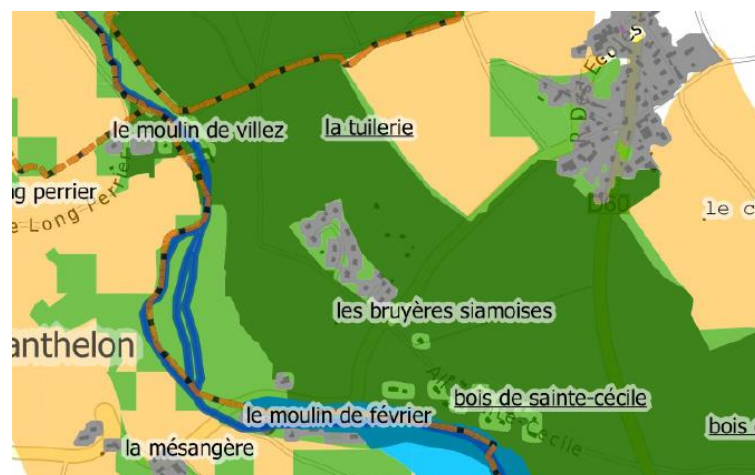 le moulin de villez
la tuilerie
D60
le c
ng perrier
e Long Perrier
les bruyères siamoises
anthelon
bois de sainte-cécile
le moulin de février
bois
la mésangère